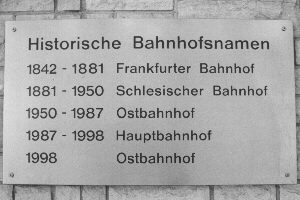 Historische Bahnhofsnamen
1842 - 1881 Frankfurter Bahnhof
1881 - 1950 Schlesischer Bahnhof
1950 - 1987 Ostbahnhof
1987 - 1998 Hauptbahnhof
1998 Ostbahnhof